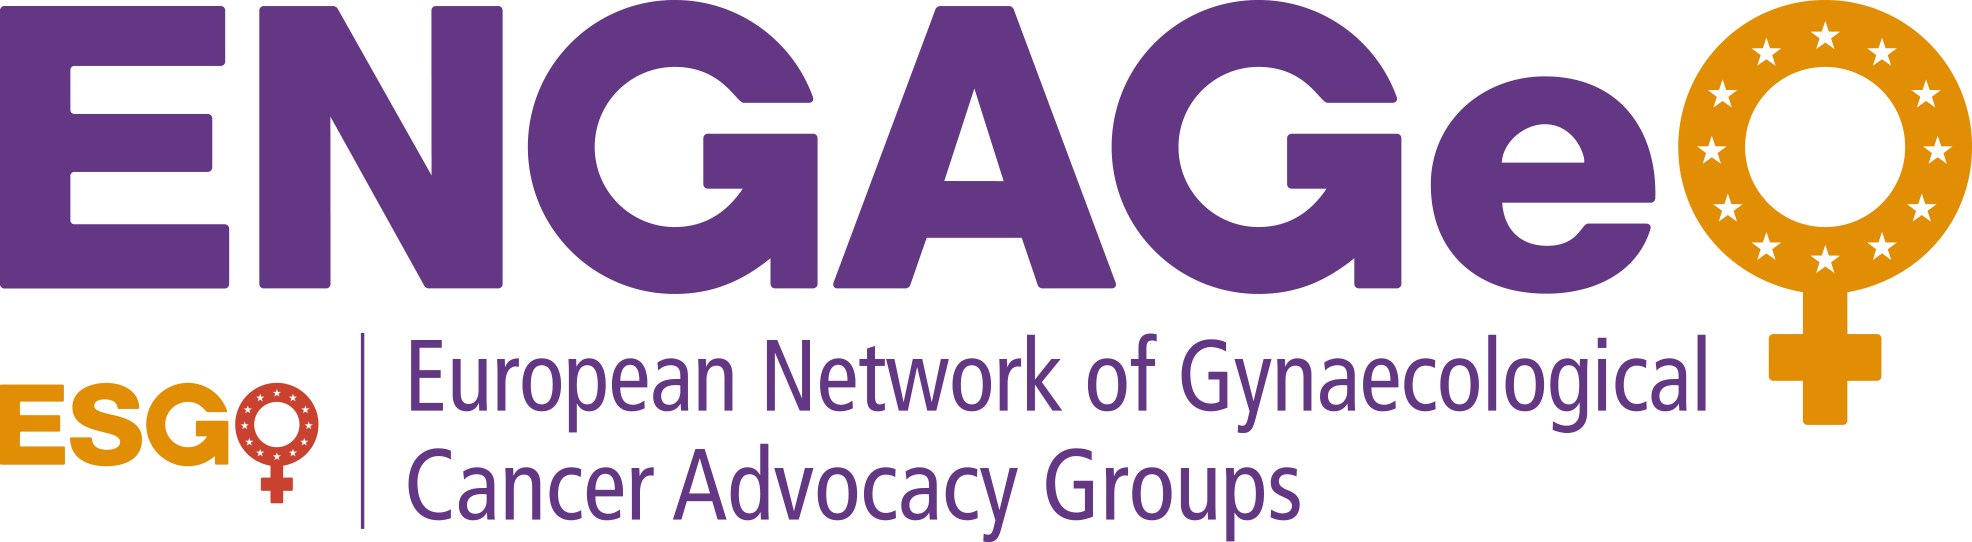 ENGAGe
ESGO
European Network of Gynaecological
Cancer Advocacy Groups